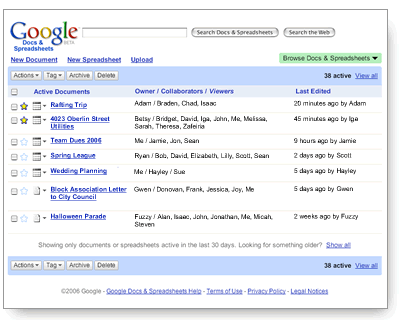 Google
BETA
Docs &
Spreadsheets
Search Docs & Spreadsheets Search the Web
New Document New Spreadsheet Upload
Browse Docs & Spreadsheets
Actions Tag Archive Delete 38 active View all
Active Documents Owner / Collaborators / Viewers Last Edited
Rafting Trip Adam / Braden, Chad, Isaac 20 minutes ago by Adam
4023 Oberlin Street Betsy / Bridget, David, Iga, John, Me, Melissa, 45 minutes ago by Iga
Utilities Sarah, Theresa, Zafeiria
Team Dues 2006 Me / Jamie, Jon, Sean 9 hours ago by Jamie
Spring League Ryan / Bob, David, Elizabeth, Lilly, Scott, Sean 2 days ago by Scott
Wedding Planning Me / Hayley / Sue 5 days ago by Hayley
Block Association Letter Gwen / Donovan, Frank, Jessica, Joy, Me 5 days ago by Gwen
to City Council
Halloween Parade Fuzzy / Alan, Isaac, John, Jonathan, Me, Micah, 2 weeks ago by Fuzzy
Steven
Showing only documents or spreadsheets active in the last 30 days. Looking for something older? Show all
Actions Tag Archive Delete 38 active View all
©2006 Google - Google Docs & Spreadsheets Help - Terms of Use - Privacy Policy - Legal Notices